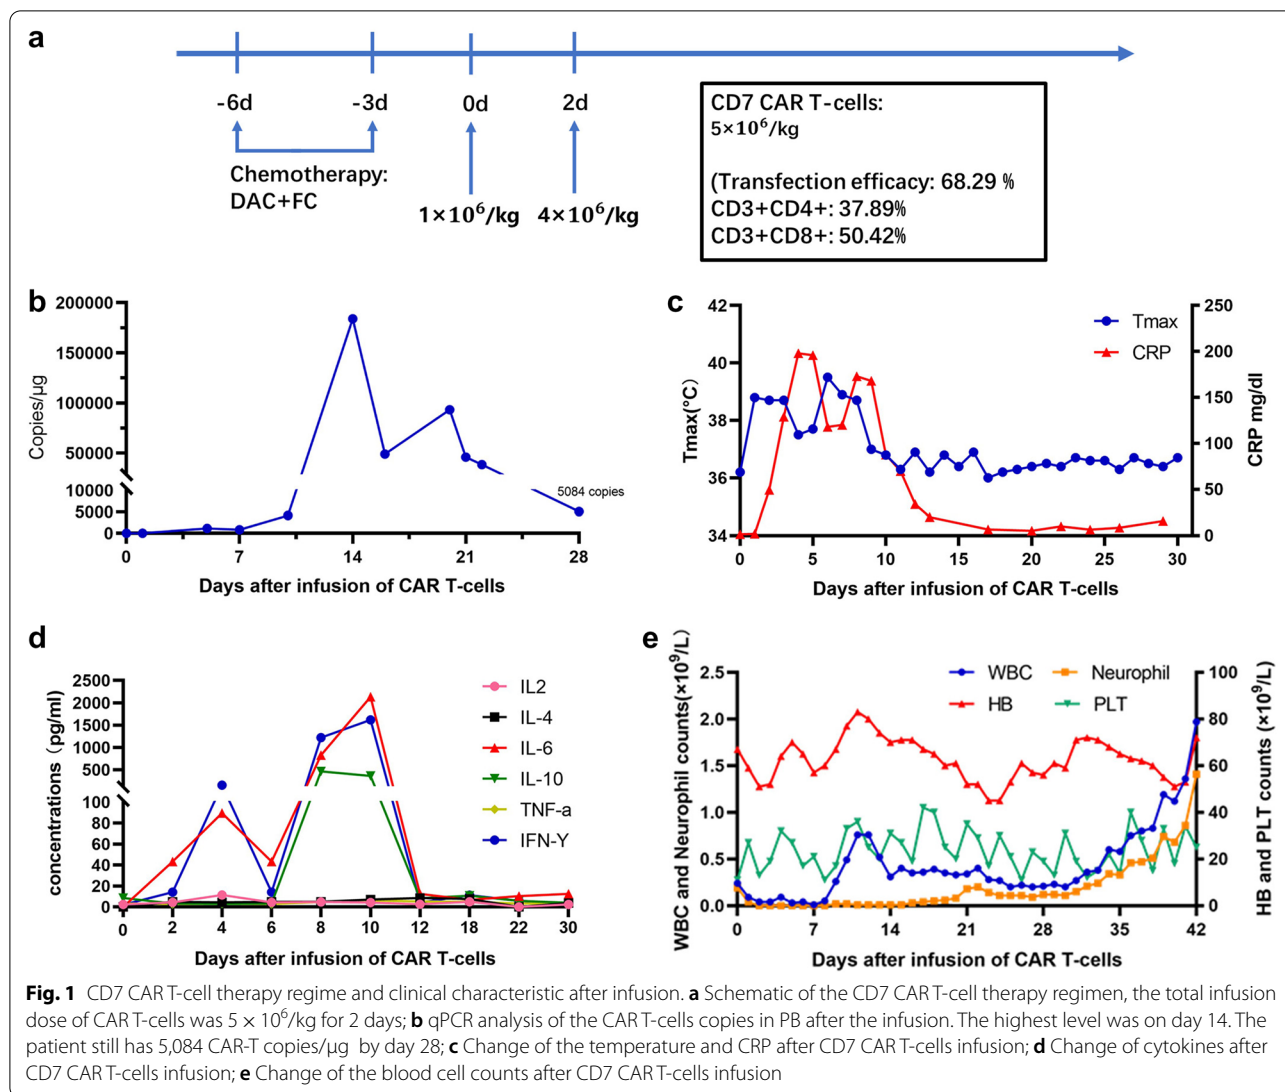 a
-6d -3d 0d 2d
Chemotherapy:
DAC+FC
1×10⁶/kg 4×10⁶/kg
CD7 CAR T-cells:
5×10⁶/kg
(Transfection efficacy: 68.29 %
CD3+CD4+: 37.89%
CD3+CD8+: 50.42%
b
Copies/μg
200000
150000
100000
50000
10000
5000
0
5084 copies
0 7 14 21 28
Days after infusion of CAR T-cells
c
Tmax(°C)
42
40
38
36
34
Tmax
CRP
250
200
150
100
50
0
CRP mg/dl
0 5 10 15 20 25 30
Days after infusion of CAR T-cells
d
concentrations (pg/ml)
2500
2000
1500
1000
500
100
80
60
40
20
0
IL2
IL-4
IL-6
IL-10
TNF-a
IFN-Y
0 2 4 6 8 10 12 18 22 30
Days after infusion of CAR T-cells
e
WBC and Neurophil counts(×10⁹/L)
2.5
2.0
1.5
1.0
0.5
0.0
WBC Neurophil
HB PLT
100
80
60
40
20
0
HB and PLT counts (×10⁹/L)
0 7 14 21 28 35 42
Days after infusion of CAR T-cells
Fig. 1 CD7 CAR T-cell therapy regime and clinical characteristic after infusion. a Schematic of the CD7 CAR T-cell therapy regimen, the total infusion
dose of CAR T-cells was 5 × 10⁶/kg for 2 days; b qPCR analysis of the CAR T-cells copies in PB after the infusion. The highest level was on day 14. The
patient still has 5,084 CAR-T copies/μg by day 28; c Change of the temperature and CRP after CD7 CAR T-cells infusion; d Change of cytokines after
CD7 CAR T-cells infusion; e Change of the blood cell counts after CD7 CAR T-cells infusion